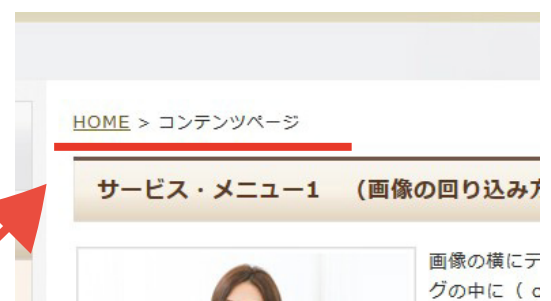 HOME > コンテンツページ
サービス・メニュー1　（画像の回り込み
画像の横に
グの中に（